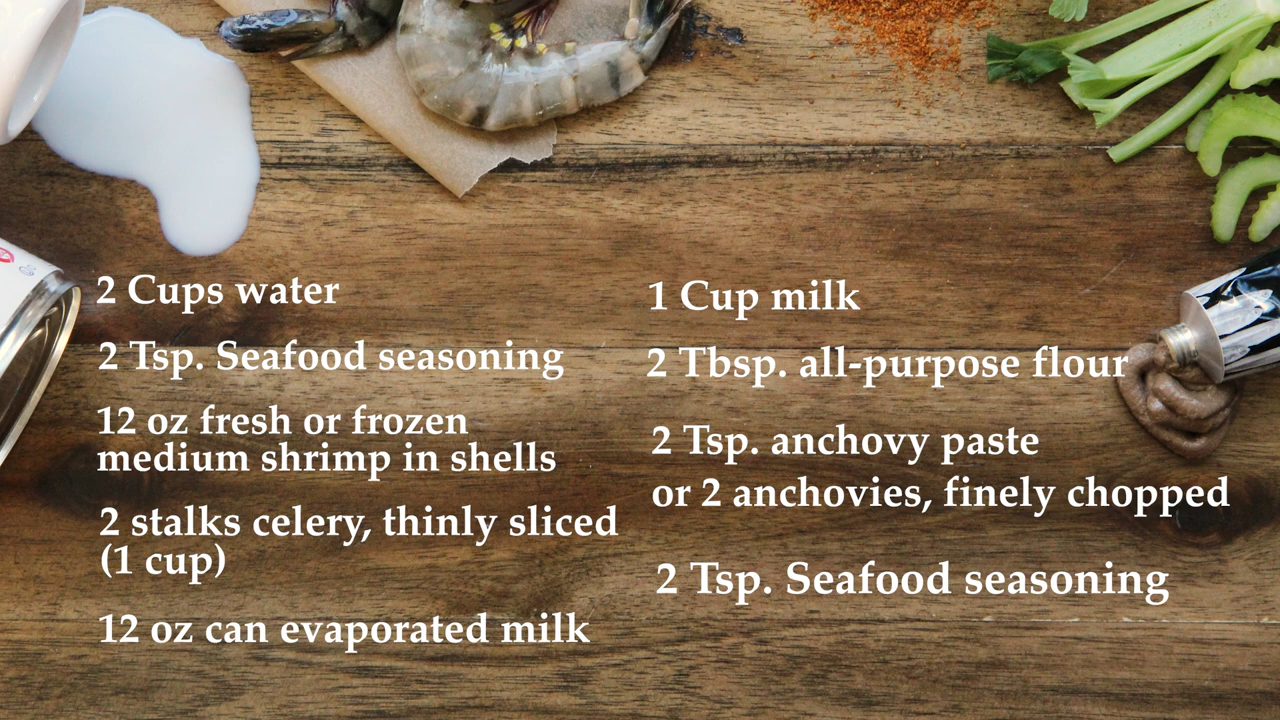 2 Cups water
2 Tsp. Seafood seasoning
12 oz fresh or frozen
medium shrimp in shells
2 stalks celery, thinly sliced
(1 cup)
12 oz can evaporated milk
1 Cup milk
2 Tbsp. all-purpose flour
2 Tsp. anchovy paste
or 2 anchovies, finely chopped
2 Tsp. Seafood seasoning